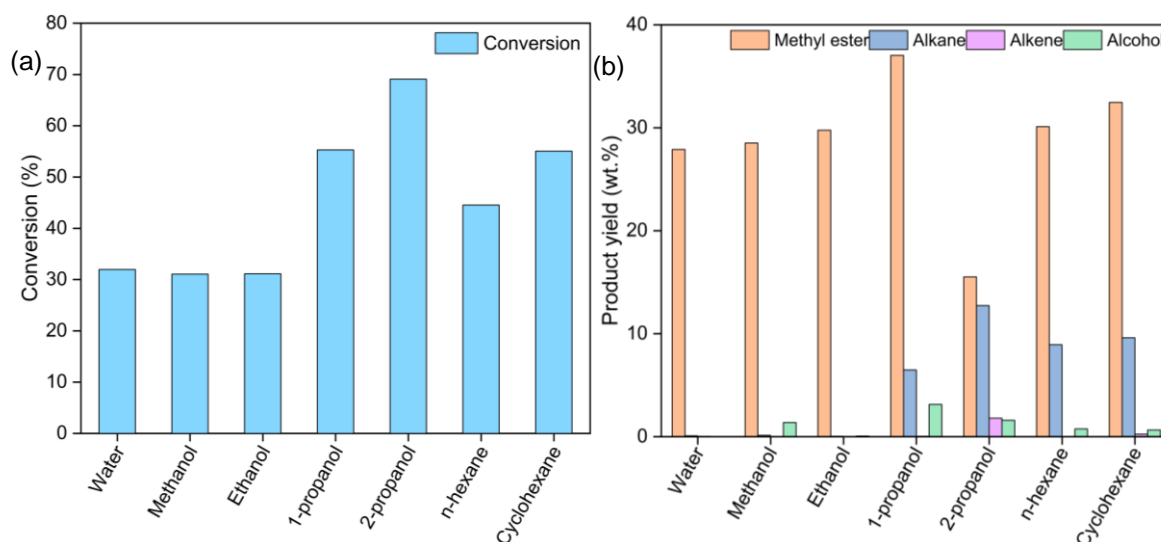 (a)
Conversion
Conversion (%)
80
70
60
50
40
30
20
10
0
Water
Methanol
Ethanol
1-propanol
2-propanol
n-hexane
Cyclohexane
(b)
Methyl ester Alkane Alkene Alcohol
Product yield (wt.%)
40
30
20
10
0
Water
Methanol
Ethanol
1-propanol
2-propanol
n-hexane
Cyclohexane